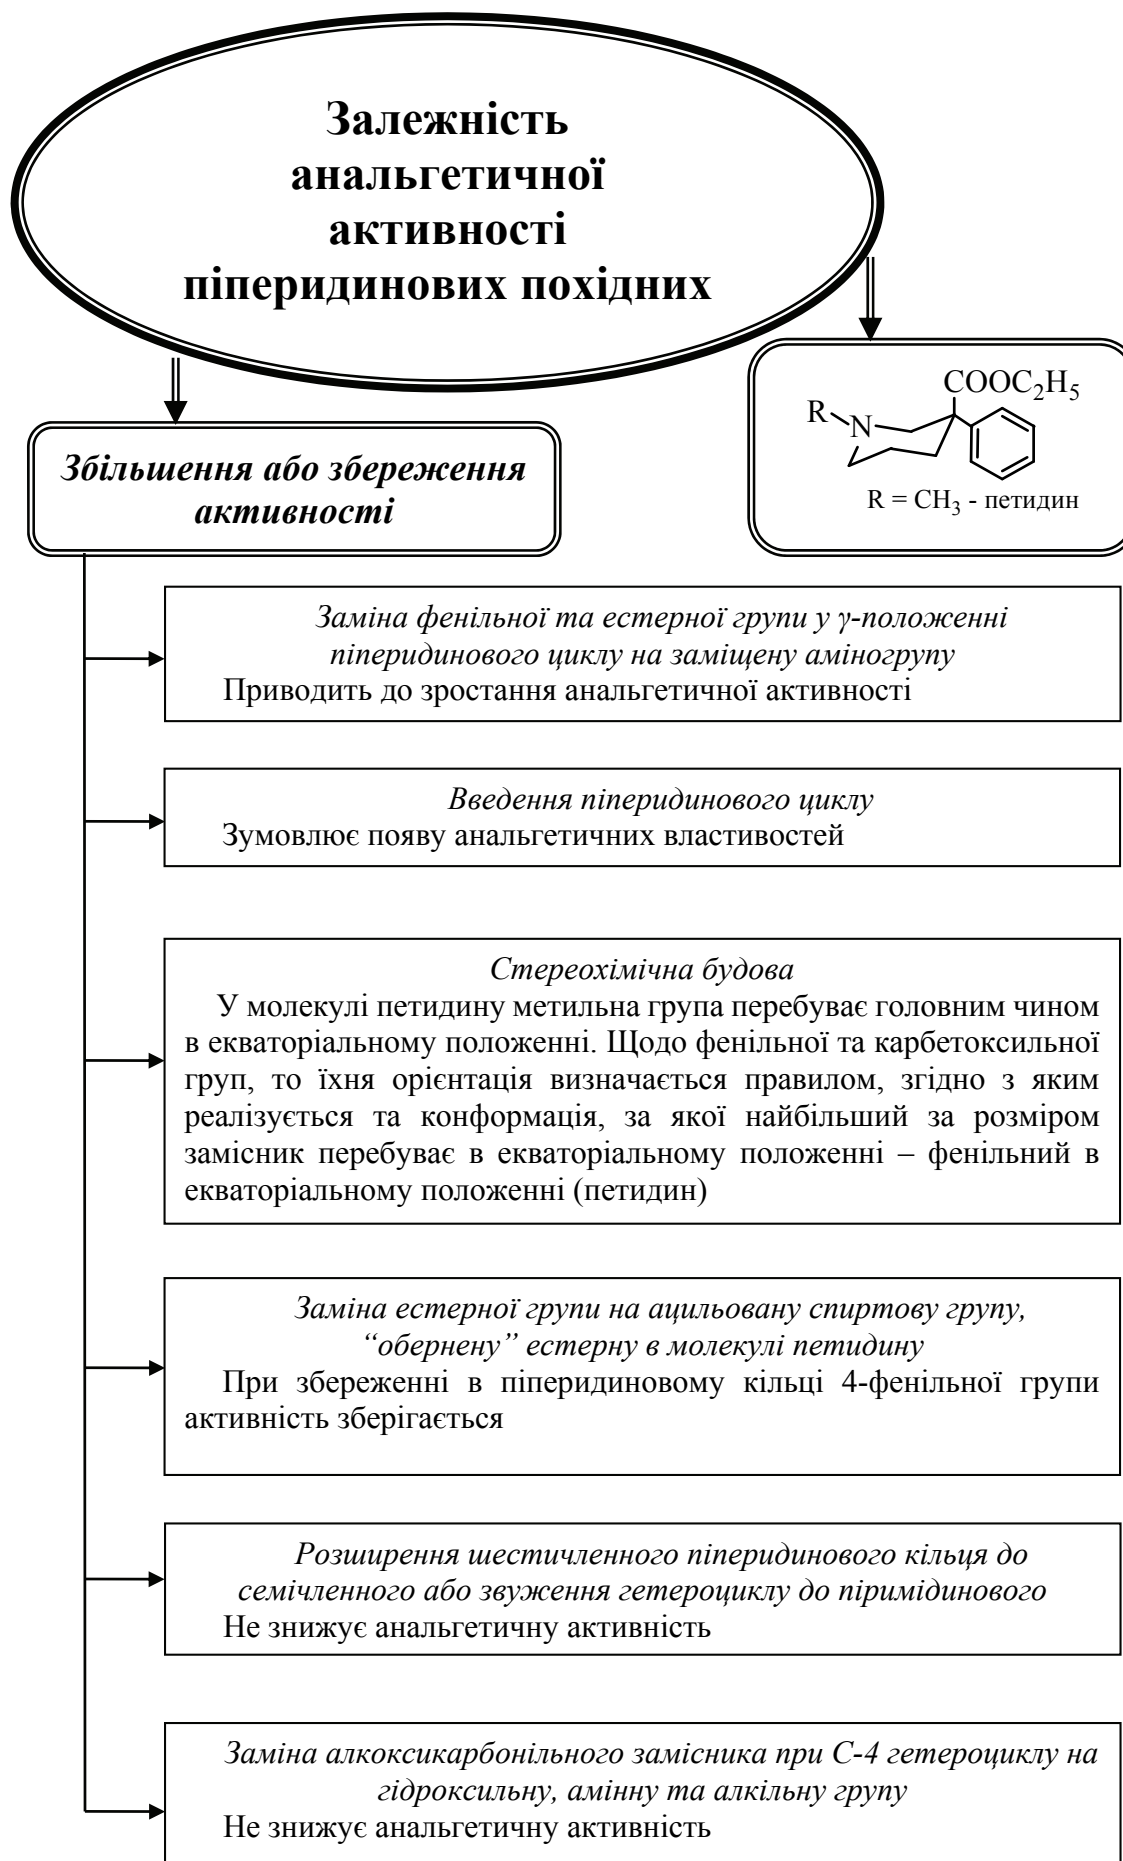 Залежність
анальгетичної
активності
піперидинових похідних
COOC₂H₅
R
N
R = CH₃ - петидин
Збільшення або збереження
активності
Заміна фенільної та естерної групи у γ-положенні
піперидинового циклу на заміщену аміногрупу
Приводить до зростання анальгетичної активності
Введення піперидинового циклу
Зумовлює появу анальгетичних властивостей
Стереохімічна будова
У молекулі петидину метильна група перебуває головним чином
в екваторіальному положенні. Щодо фенільної та карбетоксильної
груп, то їхня орієнтація визначається правилом, згідно з яким
реалізується та конформація, за якої найбільший за розміром
замісник перебуває в екваторіальному положенні – фенільний в
екваторіальному положенні (петидин)
Заміна естерної групи на ацильовану спиртову групу,
“обернену” естерну в молекулі петидину
При збереженні в піперидиновому кільці 4-фенільної групи
активність зберігається
Розширення шестичленного піперидинового кільця до
семічленного або звуження гетероциклу до піримідинового
Не знижує анальгетичну активність
Заміна алкоксикарбонільного замісника при С-4 гетероциклу на
гідроксильну, амінну та алкільну групу
Не знижує анальгетичну активність